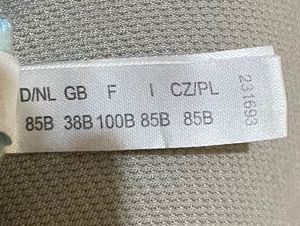 D/NL GB F I CZ/PL
85B 38B 100B 85B 85B
231693